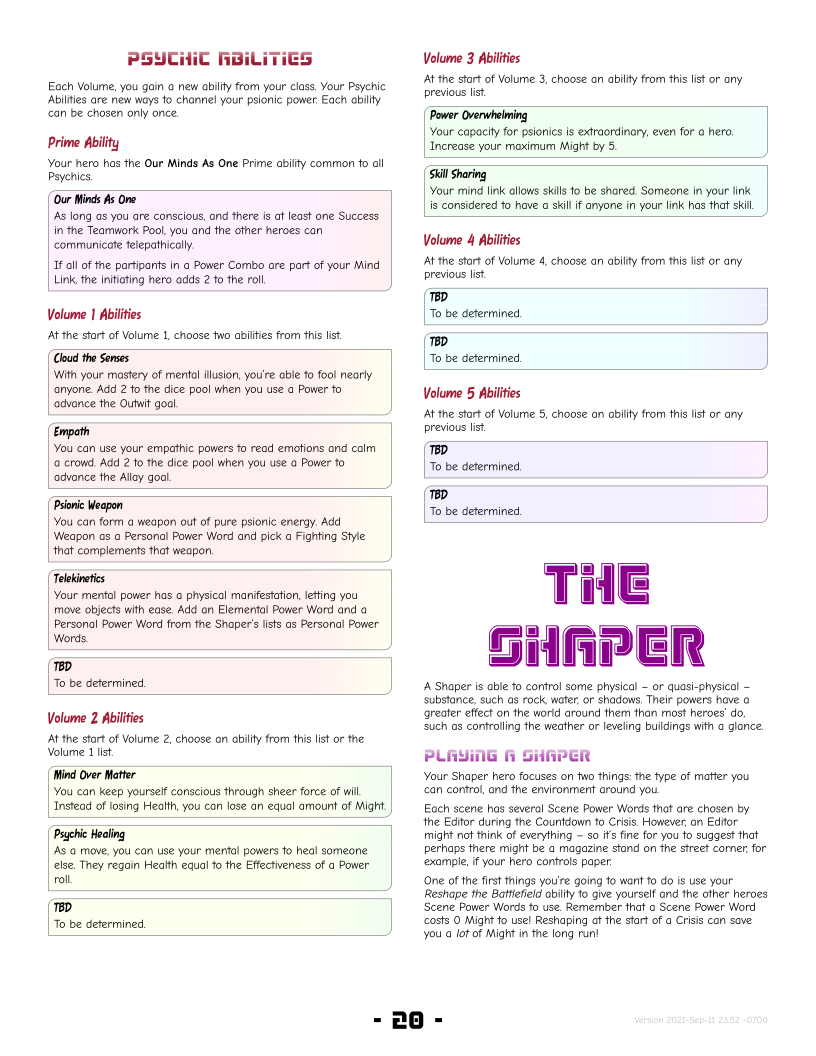 PSYCHIC ABILITIES
Each Volume, you gain a new ability from your class. Your Psychic
Abilities are new ways to channel your psionic power. Each ability
can be chosen only once.
Prime Ability
Your hero has the Our Minds As One Prime ability common to all
Psychics.
Our Minds As One
As long as you are conscious, and there is at least one Success
in the Teamwork Pool, you and the other heroes can
communicate telepathically.
If all of the partipants in a Power Combo are part of your Mind
Link, the initiating hero adds 2 to the roll.
Volume 1 Abilities
At the start of Volume 1, choose two abilities from this list.
Cloud the Senses
With your mastery of mental illusion, you're able to fool nearly
anyone. Add 2 to the dice pool when you use a Power to
advance the Outwit goal.
Empath
You can use your empathic powers to read emotions and calm
a crowd. Add 2 to the dice pool when you use a Power to
advance the Allay goal.
Psionic Weapon
You can form a weapon out of pure psionic energy. Add
Weapon as a Personal Power Word and pick a Fighting Style
that complements that weapon.
Telekinetics
Your mental power has a physical manifestation, letting you
move objects with ease. Add an Elemental Power Word and a
Personal Power Word from the Shaper's lists as Personal Power
Words.
TBD
To be determined.
Volume 2 Abilities
At the start of Volume 2, choose an ability from this list or the
Volume 1 list.
Mind Over Matter
You can keep yourself conscious through sheer force of will.
Instead of losing Health, you can lose an equal amount of Might.
Psychic Healing
As a move, you can use your mental powers to heal someone
else. They regain Health equal to the Effectiveness of a Power
roll.
TBD
To be determined.
Volume 3 Abilities
At the start of Volume 3, choose an ability from this list or any
previous list.
Power Overwhelming
Your capacity for psionics is extraordinary, even for a hero.
Increase your maximum Might by 5.
Skill Sharing
Your mind link allows skills to be shared. Someone in your link
is considered to have a skill if anyone in your link has that skill.
Volume 4 Abilities
At the start of Volume 4, choose an ability from this list or any
previous list.
TBD
To be determined.
TBD
To be determined.
Volume 5 Abilities
At the start of Volume 5, choose an ability from this list or any
previous list.
TBD
To be determined.
TBD
To be determined.
THE
SHAPER
A Shaper is able to control some physical – or quasi-physical –
substance, such as rock, water, or shadows. Their powers have a
greater effect on the world around them than most heroes' do,
such as controlling the weather or leveling buildings with a glance.
PLAYING A SHAPER
Your Shaper hero focuses on two things: the type of matter you
can control, and the environment around you.
Each scene has several Scene Power Words that are chosen by
the Editor during the Countdown to Crisis. However, an Editor
might not think of everything – so it's fine for you to suggest that
perhaps there might be a magazine stand on the street corner, for
example, if your hero controls paper.
One of the first things you're going to want to do is use your
Reshape the Battlefield ability to give yourself and the other heroes
Scene Power Words to use. Remember that a Scene Power Word
costs 0 Might to use! Reshaping at the start of a Crisis can save
you a lot of Might in the long run!
- 20 -
Version 2021-Sep-11 23:52 -0700